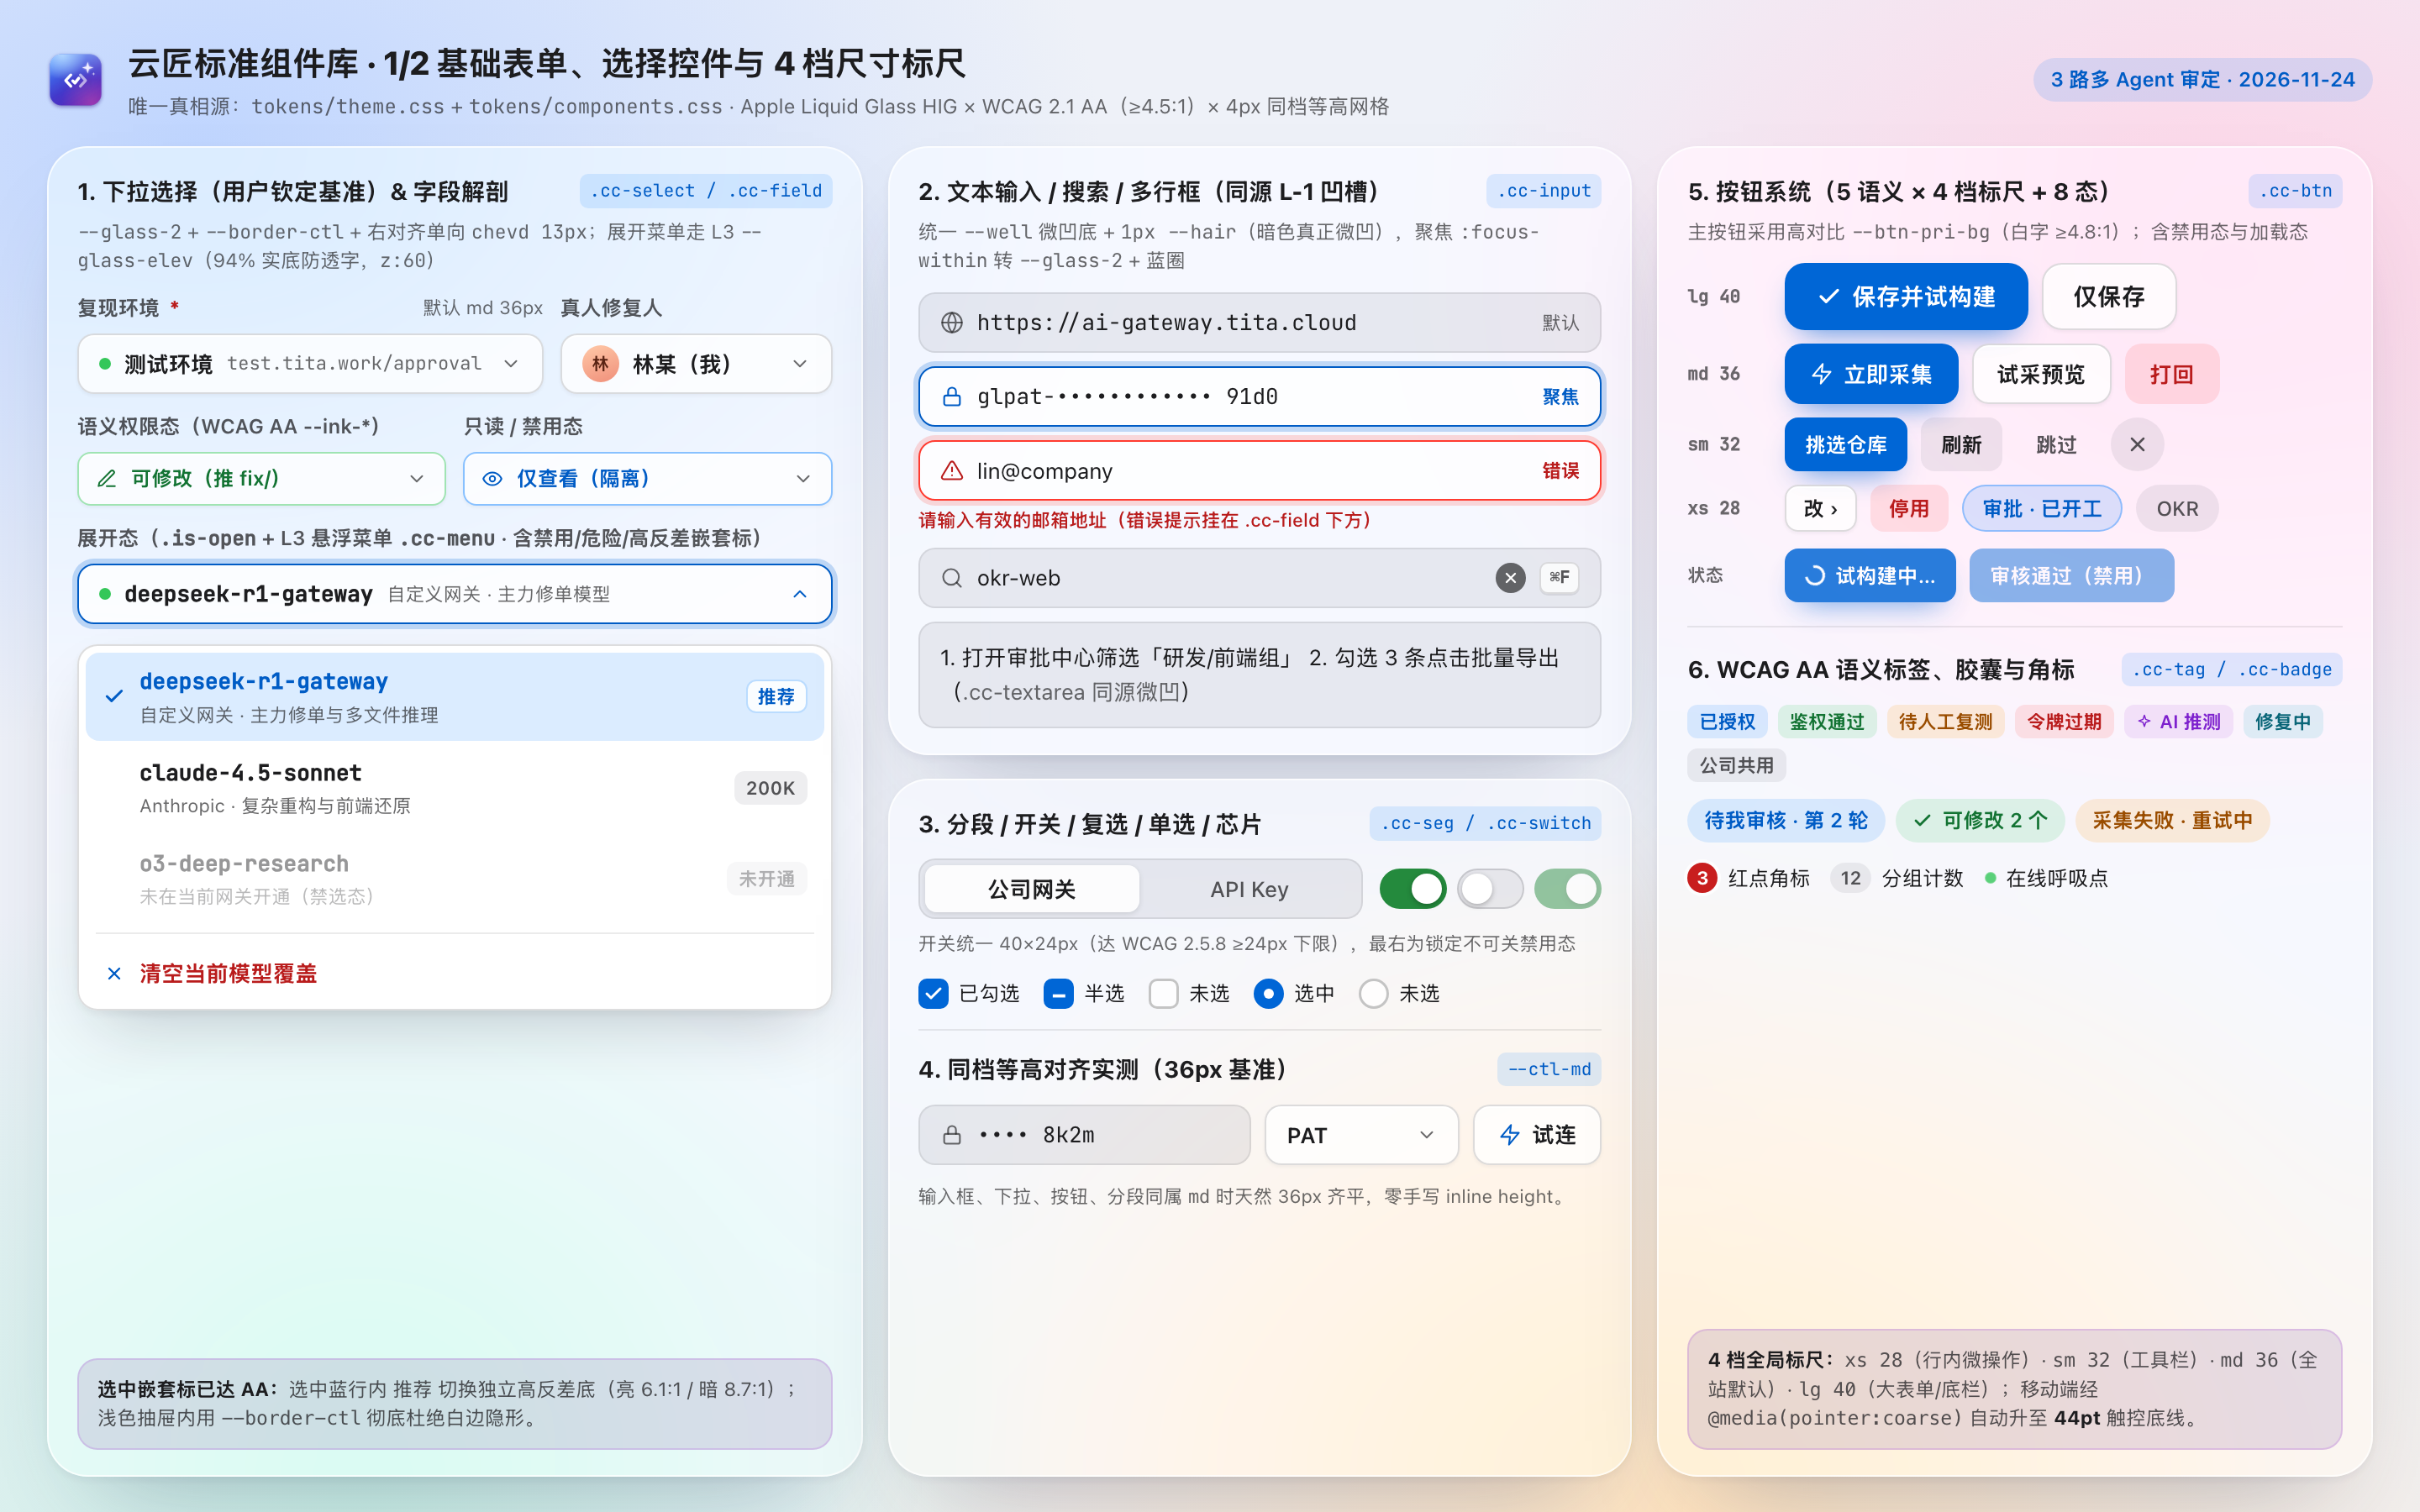 云匠标准组件库 · 1/2 基础表单、选择控件与 4 档尺寸标尺
唯一真相源：tokens/theme.css + tokens/components.css · Apple Liquid Glass HIG × WCAG 2.1 AA（≥4.5:1）× 4px 同档等高网格
3 路多 Agent 审定 · 2026-11-24
1. 下拉选择（用户钦定基准）& 字段解剖
.cc-select / .cc-field
--glass-2 + --border-ctl + 右对齐单向 chevd 13px；展开菜单走 L3 --
glass-elev（94% 实底防透字，z:60）
复现环境 *
默认 md 36px
真人修复人
测试环境 test.tita.work/approval
林 林某（我）
语义权限态（WCAG AA --ink-*）
只读 / 禁用态
可修改（推 fix/）
仅查看（隔离）
展开态（.is-open + L3 悬浮菜单 .cc-menu · 含禁用/危险/高反差嵌套标）
deepseek-r1-gateway 自定义网关 · 主力修单模型
deepseek-r1-gateway
自定义网关 · 主力修单与多文件推理
推荐
claude-4.5-sonnet
Anthropic · 复杂重构与前端还原
200K
o3-deep-research
未在当前网关开通（禁选态）
未开通
清空当前模型覆盖
选中嵌套标已达 AA：选中蓝行内 推荐 切换独立高反差底（亮 6.1:1 / 暗 8.7:1）；
浅色抽屉内用 --border-ctl 彻底杜绝白边隐形。
2. 文本输入 / 搜索 / 多行框（同源 L-1 凹槽）
.cc-input
统一 --well 微凹底 + 1px --hair（暗色真正微凹），聚焦 :focus-
within 转 --glass-2 + 蓝圈
https://ai-gateway.tita.cloud
默认
glpat-•••••••••••• 91d0
聚焦
lin@company
错误
请输入有效的邮箱地址（错误提示挂在 .cc-field 下方）
okr-web
⌘F
1. 打开审批中心筛选「研发/前端组」 2. 勾选 3 条点击批量导出
（.cc-textarea 同源微凹）
3. 分段 / 开关 / 复选 / 单选 / 芯片
.cc-seg / .cc-switch
公司网关
API Key
开关统一 40×24px（达 WCAG 2.5.8 ≥24px 下限），最右为锁定不可关禁用态
已勾选
半选
未选
选中
未选
4. 同档等高对齐实测（36px 基准）
--ctl-md
•••• 8k2m
PAT
试连
输入框、下拉、按钮、分段同属 md 时天然 36px 齐平，零手写 inline height。
5. 按钮系统（5 语义 × 4 档标尺 + 8 态）
.cc-btn
主按钮采用高对比 --btn-pri-bg（白字 ≥4.8:1）；含禁用态与加载态
lg 40
保存并试构建
仅保存
md 36
立即采集
试采预览
打回
sm 32
挑选仓库
刷新
跳过
xs 28
改 ›
停用
审批 · 已开工
OKR
状态
试构建中...
审核通过（禁用）
6. WCAG AA 语义标签、胶囊与角标
.cc-tag / .cc-badge
已授权
鉴权通过
待人工复测
令牌过期
AI 推测
修复中
公司共用
待我审核 · 第 2 轮
可修改 2 个
采集失败 · 重试中
3 红点角标
12 分组计数
在线呼吸点
4 档全局标尺：xs 28（行内微操作）· sm 32（工具栏）· md 36（全
站默认）· lg 40（大表单/底栏）；移动端经
@media(pointer:coarse) 自动升至 44pt 触控底线。